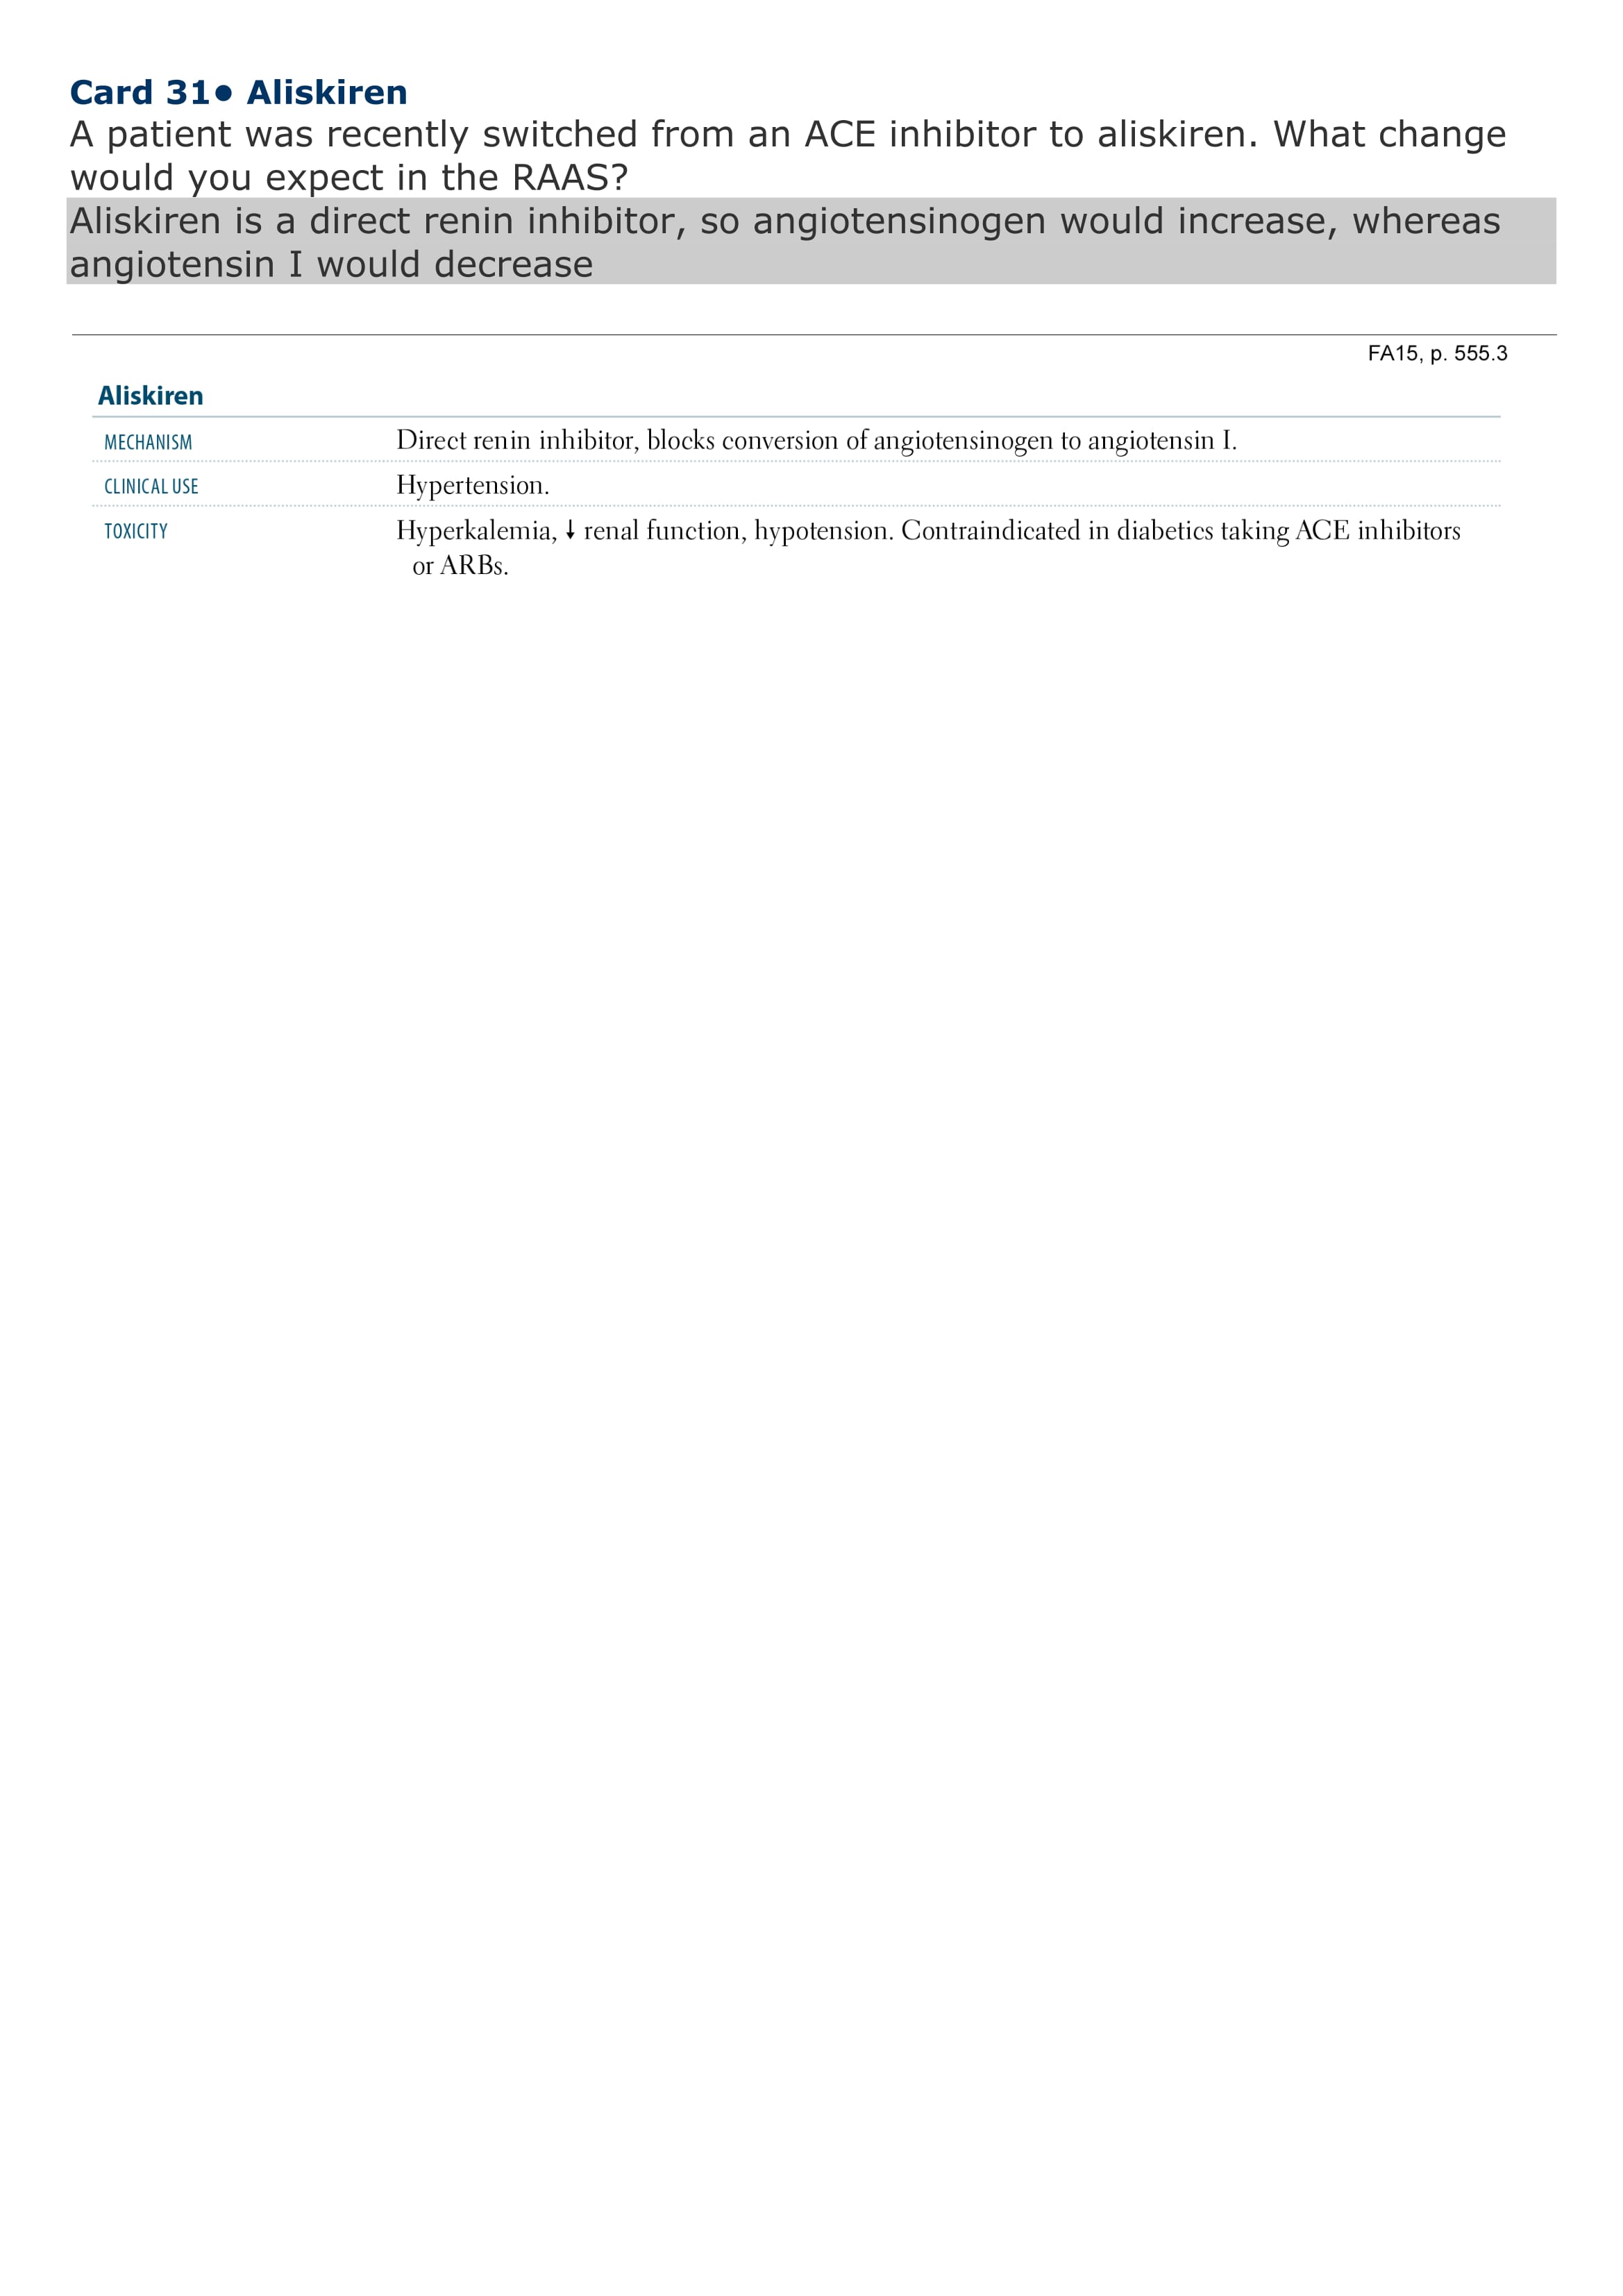 Card 31● Aliskiren
A patient was recently switched from an ACE inhibitor to aliskiren. What change
would you expect in the RAAS?
Aliskiren is a direct renin inhibitor, so angiotensinogen would increase, whereas
angiotensin I would decrease
FA15, p. 555.3
Aliskiren
MECHANISM Direct renin inhibitor, blocks conversion of angiotensinogen to angiotensin I.
CLINICAL USE Hypertension.
TOXICITY Hyperkalemia, ↓ renal function, hypotension. Contraindicated in diabetics taking ACE inhibitors
or ARBs.